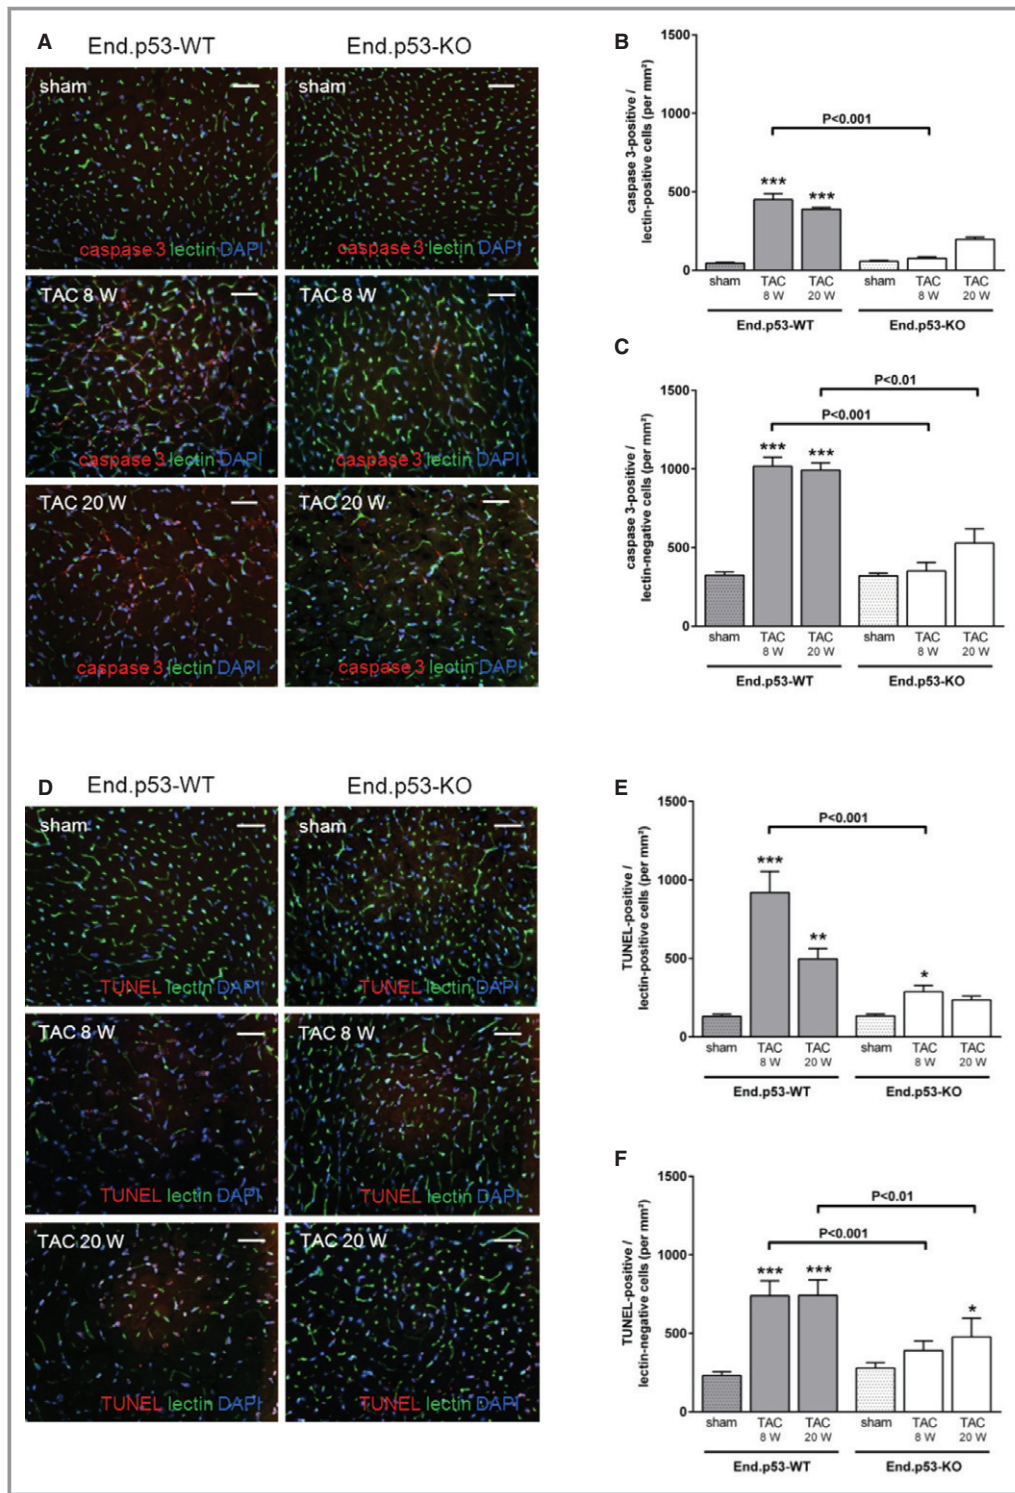 A
End.p53-WT
End.p53-KO
sham
caspase 3 lectin DAPI
sham
caspase 3 lectin DAPI
TAC 8 W
caspase 3 lectin DAPI
TAC 8 W
caspase 3 lectin DAPI
TAC 20 W
caspase 3 lectin DAPI
TAC 20 W
caspase 3 lectin DAPI
B
caspase 3-positive /
lectin-positive cells (per mm²)
1500
1000
500
0
P<0.001
***
***
sham
TAC
8 W
TAC
20 W
sham
TAC
8 W
TAC
20 W
End.p53-WT
End.p53-KO
C
caspase 3-positive /
lectin-negative cells (per mm²)
1500
1000
500
0
P<0.01
P<0.001
***
***
sham
TAC
8 W
TAC
20 W
sham
TAC
8 W
TAC
20 W
End.p53-WT
End.p53-KO
D
End.p53-WT
End.p53-KO
sham
TUNEL lectin DAPI
sham
TUNEL lectin DAPI
TAC 8 W
TUNEL lectin DAPI
TAC 8 W
TUNEL lectin DAPI
TAC 20 W
TUNEL lectin DAPI
TAC 20 W
TUNEL lectin DAPI
E
TUNEL-positive /
lectin-positive cells (per mm²)
1500
1000
500
0
P<0.001
***
**
*
sham
TAC
8 W
TAC
20 W
sham
TAC
8 W
TAC
20 W
End.p53-WT
End.p53-KO
F
TUNEL-positive /
lectin-negative cells (per mm²)
1500
1000
500
0
P<0.01
P<0.001
***
***
*
sham
TAC
8 W
TAC
20 W
sham
TAC
8 W
TAC
20 W
End.p53-WT
End.p53-KO